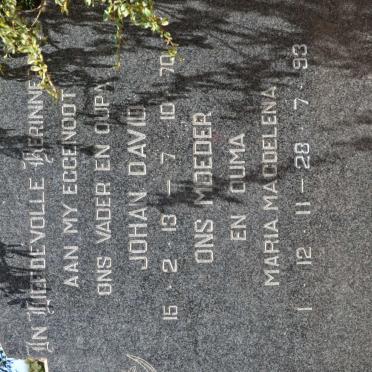 In Liefdevolle Herinne
AAN MY EGGENOOT
ONS VADER EN OUPA
JOHAN DAVID
15 · 2 · 13 — 7 · 10 · 70
ONS MOEDER
EN OUMA
MARIA MAGDELENA
1 · 12 · 11 — 28 · 7 · 93